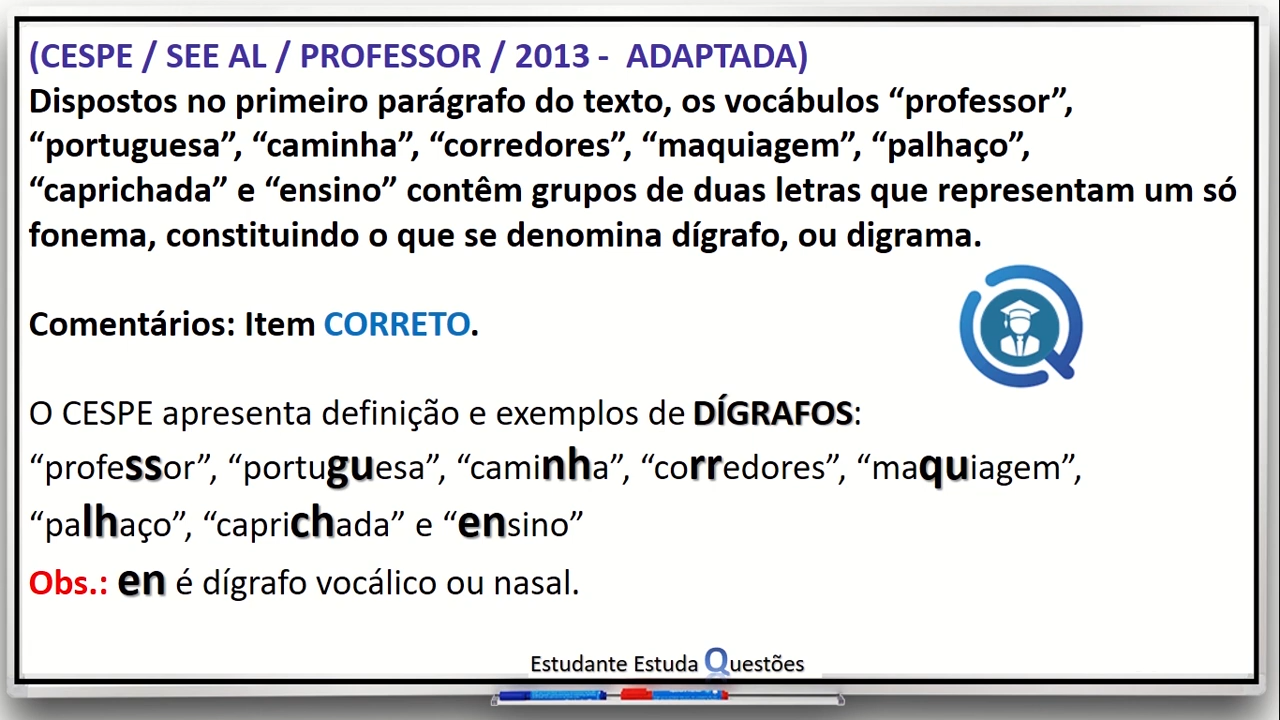 (CESPE / SEE AL / PROFESSOR / 2013 - ADAPTADA)
Dispostos no primeiro parágrafo do texto, os vocábulos “professor”,
“portuguesa”, “caminha”, “corredores”, “maquiagem”, “palhaço”,
“caprichada” e “ensino” contêm grupos de duas letras que representam um só
fonema, constituindo o que se denomina dígrafo, ou digrama.
Comentários: Item CORRETO.
O CESPE apresenta definição e exemplos de DÍGRAFOS:
“professor”, “portuguesa”, “caminha”, “corredores”, “maquiagem”,
“palhaço”, “caprichada” e “ensino”
Obs.: en é dígrafo vocálico ou nasal.
Estudante Estuda Questões